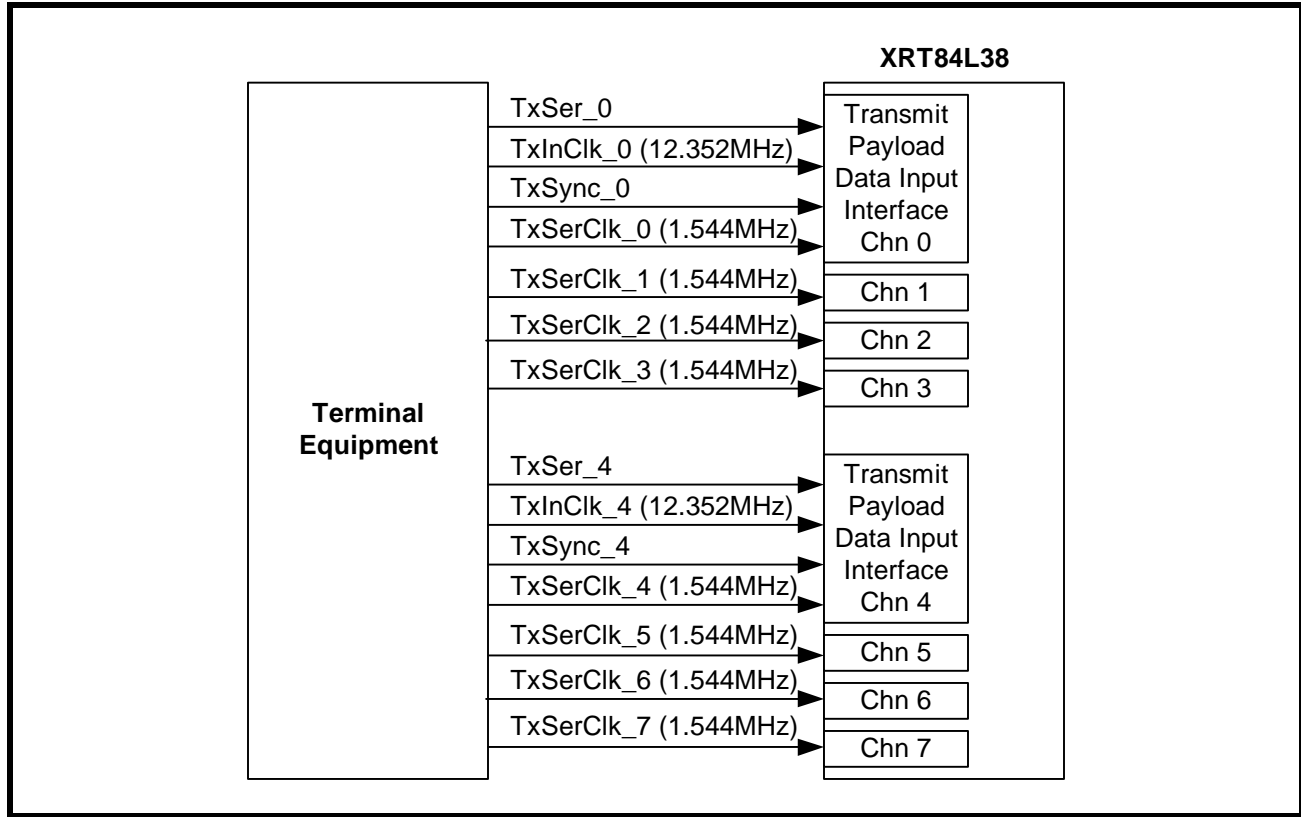 XRT84L38
TxSer_0
TxInClk_0 (12.352MHz)
TxSync_0
TxSerClk_0 (1.544MHz)
Transmit
Payload
Data Input
Interface
Chn 0
TxSerClk_1 (1.544MHz)
Chn 1
TxSerClk_2 (1.544MHz)
Chn 2
TxSerClk_3 (1.544MHz)
Chn 3
Terminal
Equipment
TxSer_4
TxInClk_4 (12.352MHz)
TxSync_4
TxSerClk_4 (1.544MHz)
Transmit
Payload
Data Input
Interface
Chn 4
TxSerClk_5 (1.544MHz)
Chn 5
TxSerClk_6 (1.544MHz)
Chn 6
TxSerClk_7 (1.544MHz)
Chn 7